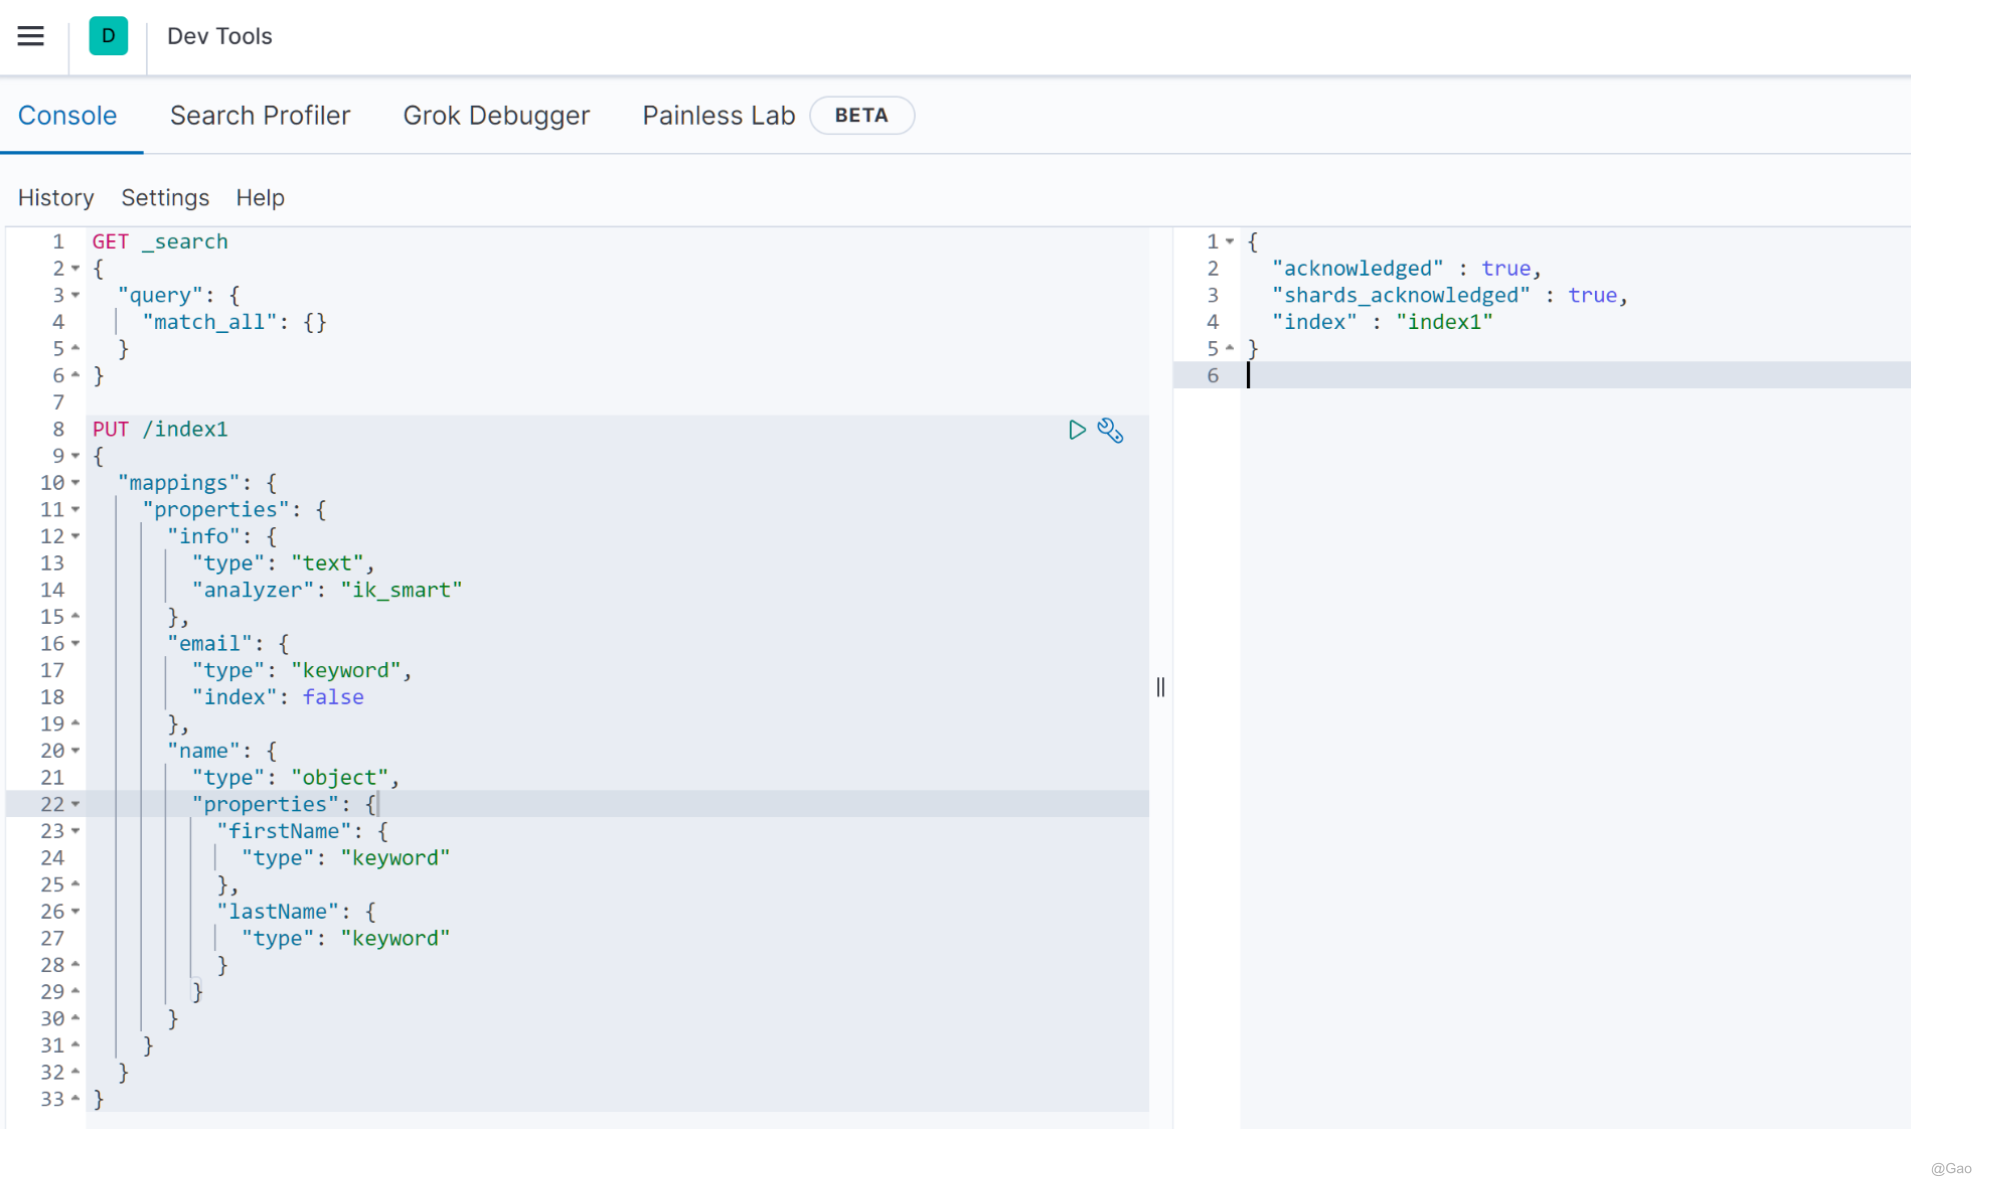 D Dev Tools
Console Search Profiler Grok Debugger Painless Lab BETA
History Settings Help
1 GET _search
2 {
3   "query": {
4     "match_all": {}
5   }
6 }
7
8 PUT /index1
9 {
10   "mappings": {
11     "properties": {
12       "info": {
13         "type": "text",
14         "analyzer": "ik_smart"
15       },
16       "email": {
17         "type": "keyword",
18         "index": false
19       },
20       "name": {
21         "type": "object",
22         "properties": {
23           "firstName": {
24             "type": "keyword"
25           },
26           "lastName": {
27             "type": "keyword"
28           }
29         }
30       }
31     }
32   }
33 }
1 {
2   "acknowledged" : true,
3   "shards_acknowledged" : true,
4   "index" : "index1"
5 }
6
@Gao